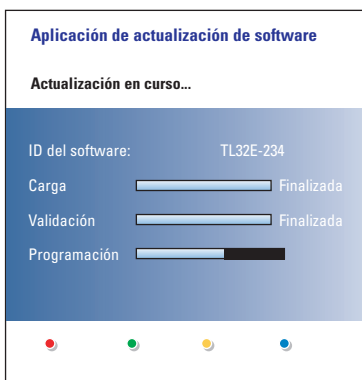 Aplicación de actualización de software
Actualización en curso...
ID del software: TL32E-234
Carga Finalizada
Validación Finalizada
Programación